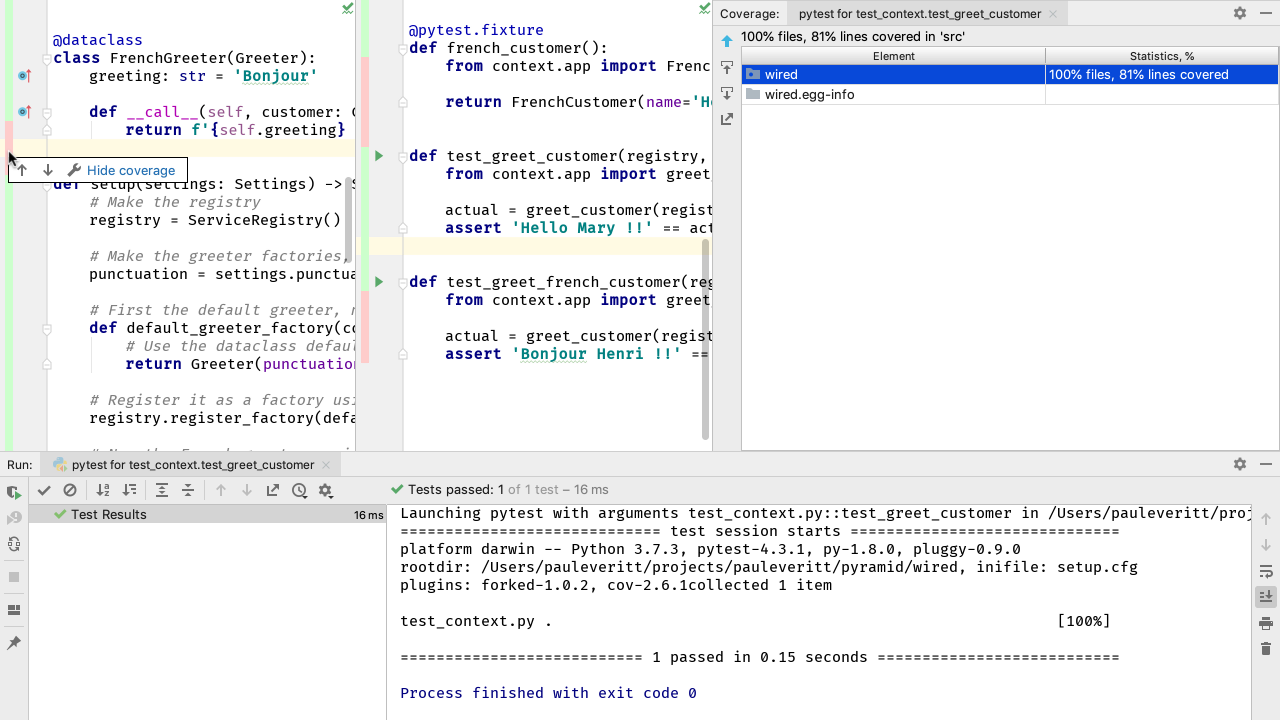 @dataclass
class FrenchGreeter(Greeter):
greeting: str = 'Bonjour'
def __call__(self, customer:
return f'{self.greeting}
Hide coverage
def setup(settings: Settings) ->
# Make the registry
registry = ServiceRegistry()
# Make the greeter factories,
punctuation = settings.punctua
# First the default greeter,
def default_greeter_factory(co
# Use the dataclass defau
return Greeter(punctuation
# Register it as a factory usi
registry.register_factory(defa
@pytest.fixture
def french_customer():
from context.app import Frenc
return FrenchCustomer(name='He
def test_greet_customer(registry,
from context.app import greet
actual = greet_customer(regist
assert 'Hello Mary !!' == act
def test_greet_french_customer(reg
from context.app import greet
actual = greet_customer(regist
assert 'Bonjour Henri !!' ==
Coverage: pytest for test_context.test_greet_customer
100% files, 81% lines covered in 'src'
Element Statistics, %
wired 100% files, 81% lines covered
wired.egg-info
Run: pytest for test_context.test_greet_customer
Tests passed: 1 of 1 test – 16 ms
Test Results 16 ms
Launching pytest with arguments test_context.py::test_greet_customer in /Users/pauleveritt/proj
============================ test session starts ==============================
platform darwin -- Python 3.7.3, pytest-4.3.1, py-1.8.0, pluggy-0.9.0
rootdir: /Users/pauleveritt/projects/pauleveritt/pyramid/wired, inifile: setup.cfg
plugins: forked-1.0.2, cov-2.6.1collected 1 item
test_context.py . [100%]
=========================== 1 passed in 0.15 seconds ===========================
Process finished with exit code 0